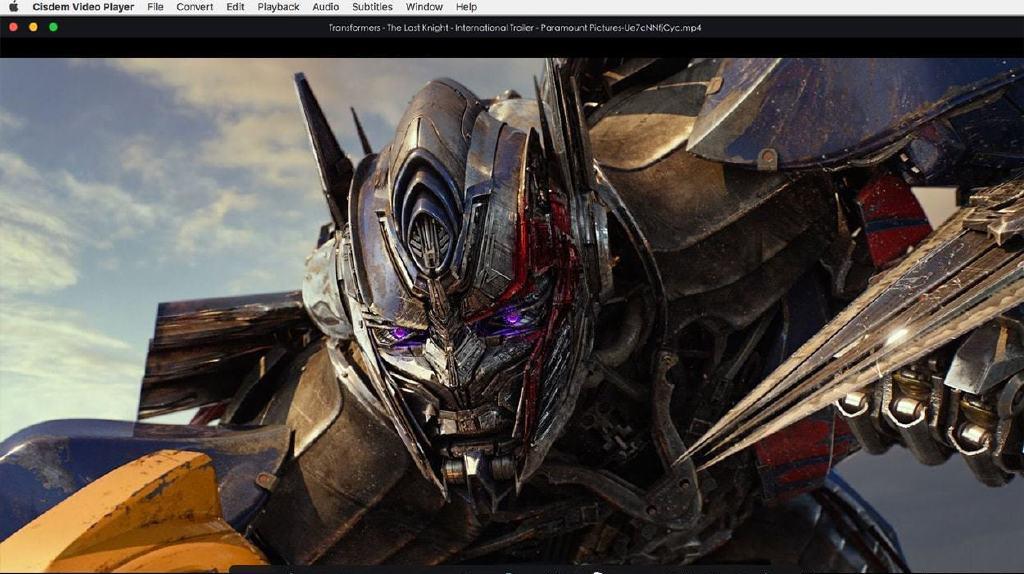 Cisdem Video Player File Convert Edit Playback Audio Subtitles Window Help
Transformers - The Last Knight - International Trailer - Paramount Pictures-Ue7cNNfjCyc.mp4